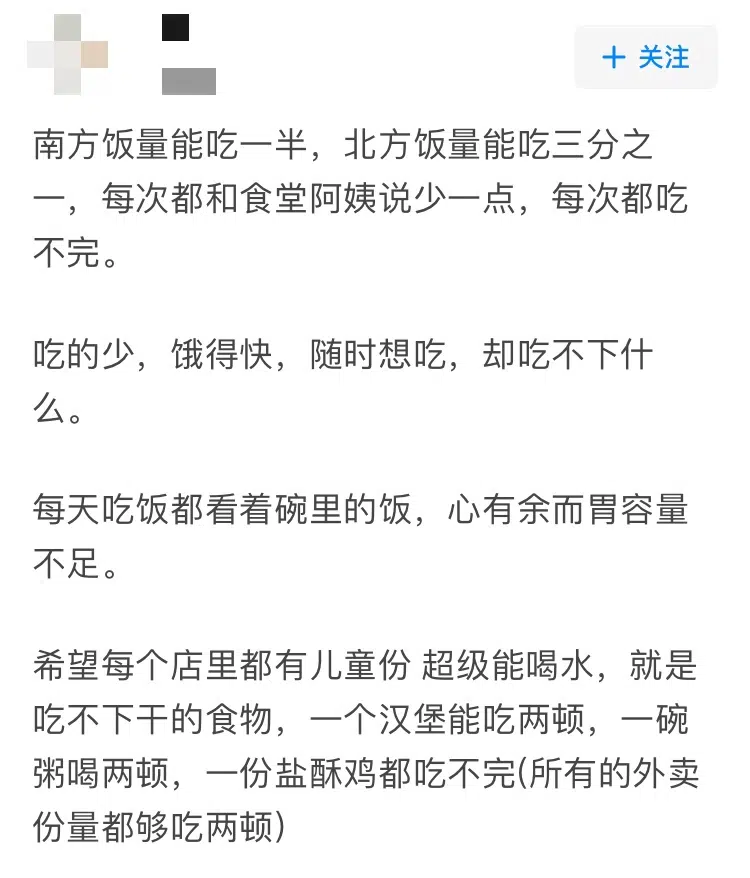 + 关注
南方饭量能吃一半，北方饭量能吃三分之
一，每次都和食堂阿姨说少一点，每次都吃
不完。
吃的少，饿得快，随时想吃，却吃不下什
么。
每天吃饭都看着碗里的饭，心有余而胃容量
不足。
希望每个店里都有儿童份 超级能喝水，就是
吃不下干的食物，一个汉堡能吃两顿，一碗
粥喝两顿，一份盐酥鸡都吃不完(所有的外卖
份量都够吃两顿)